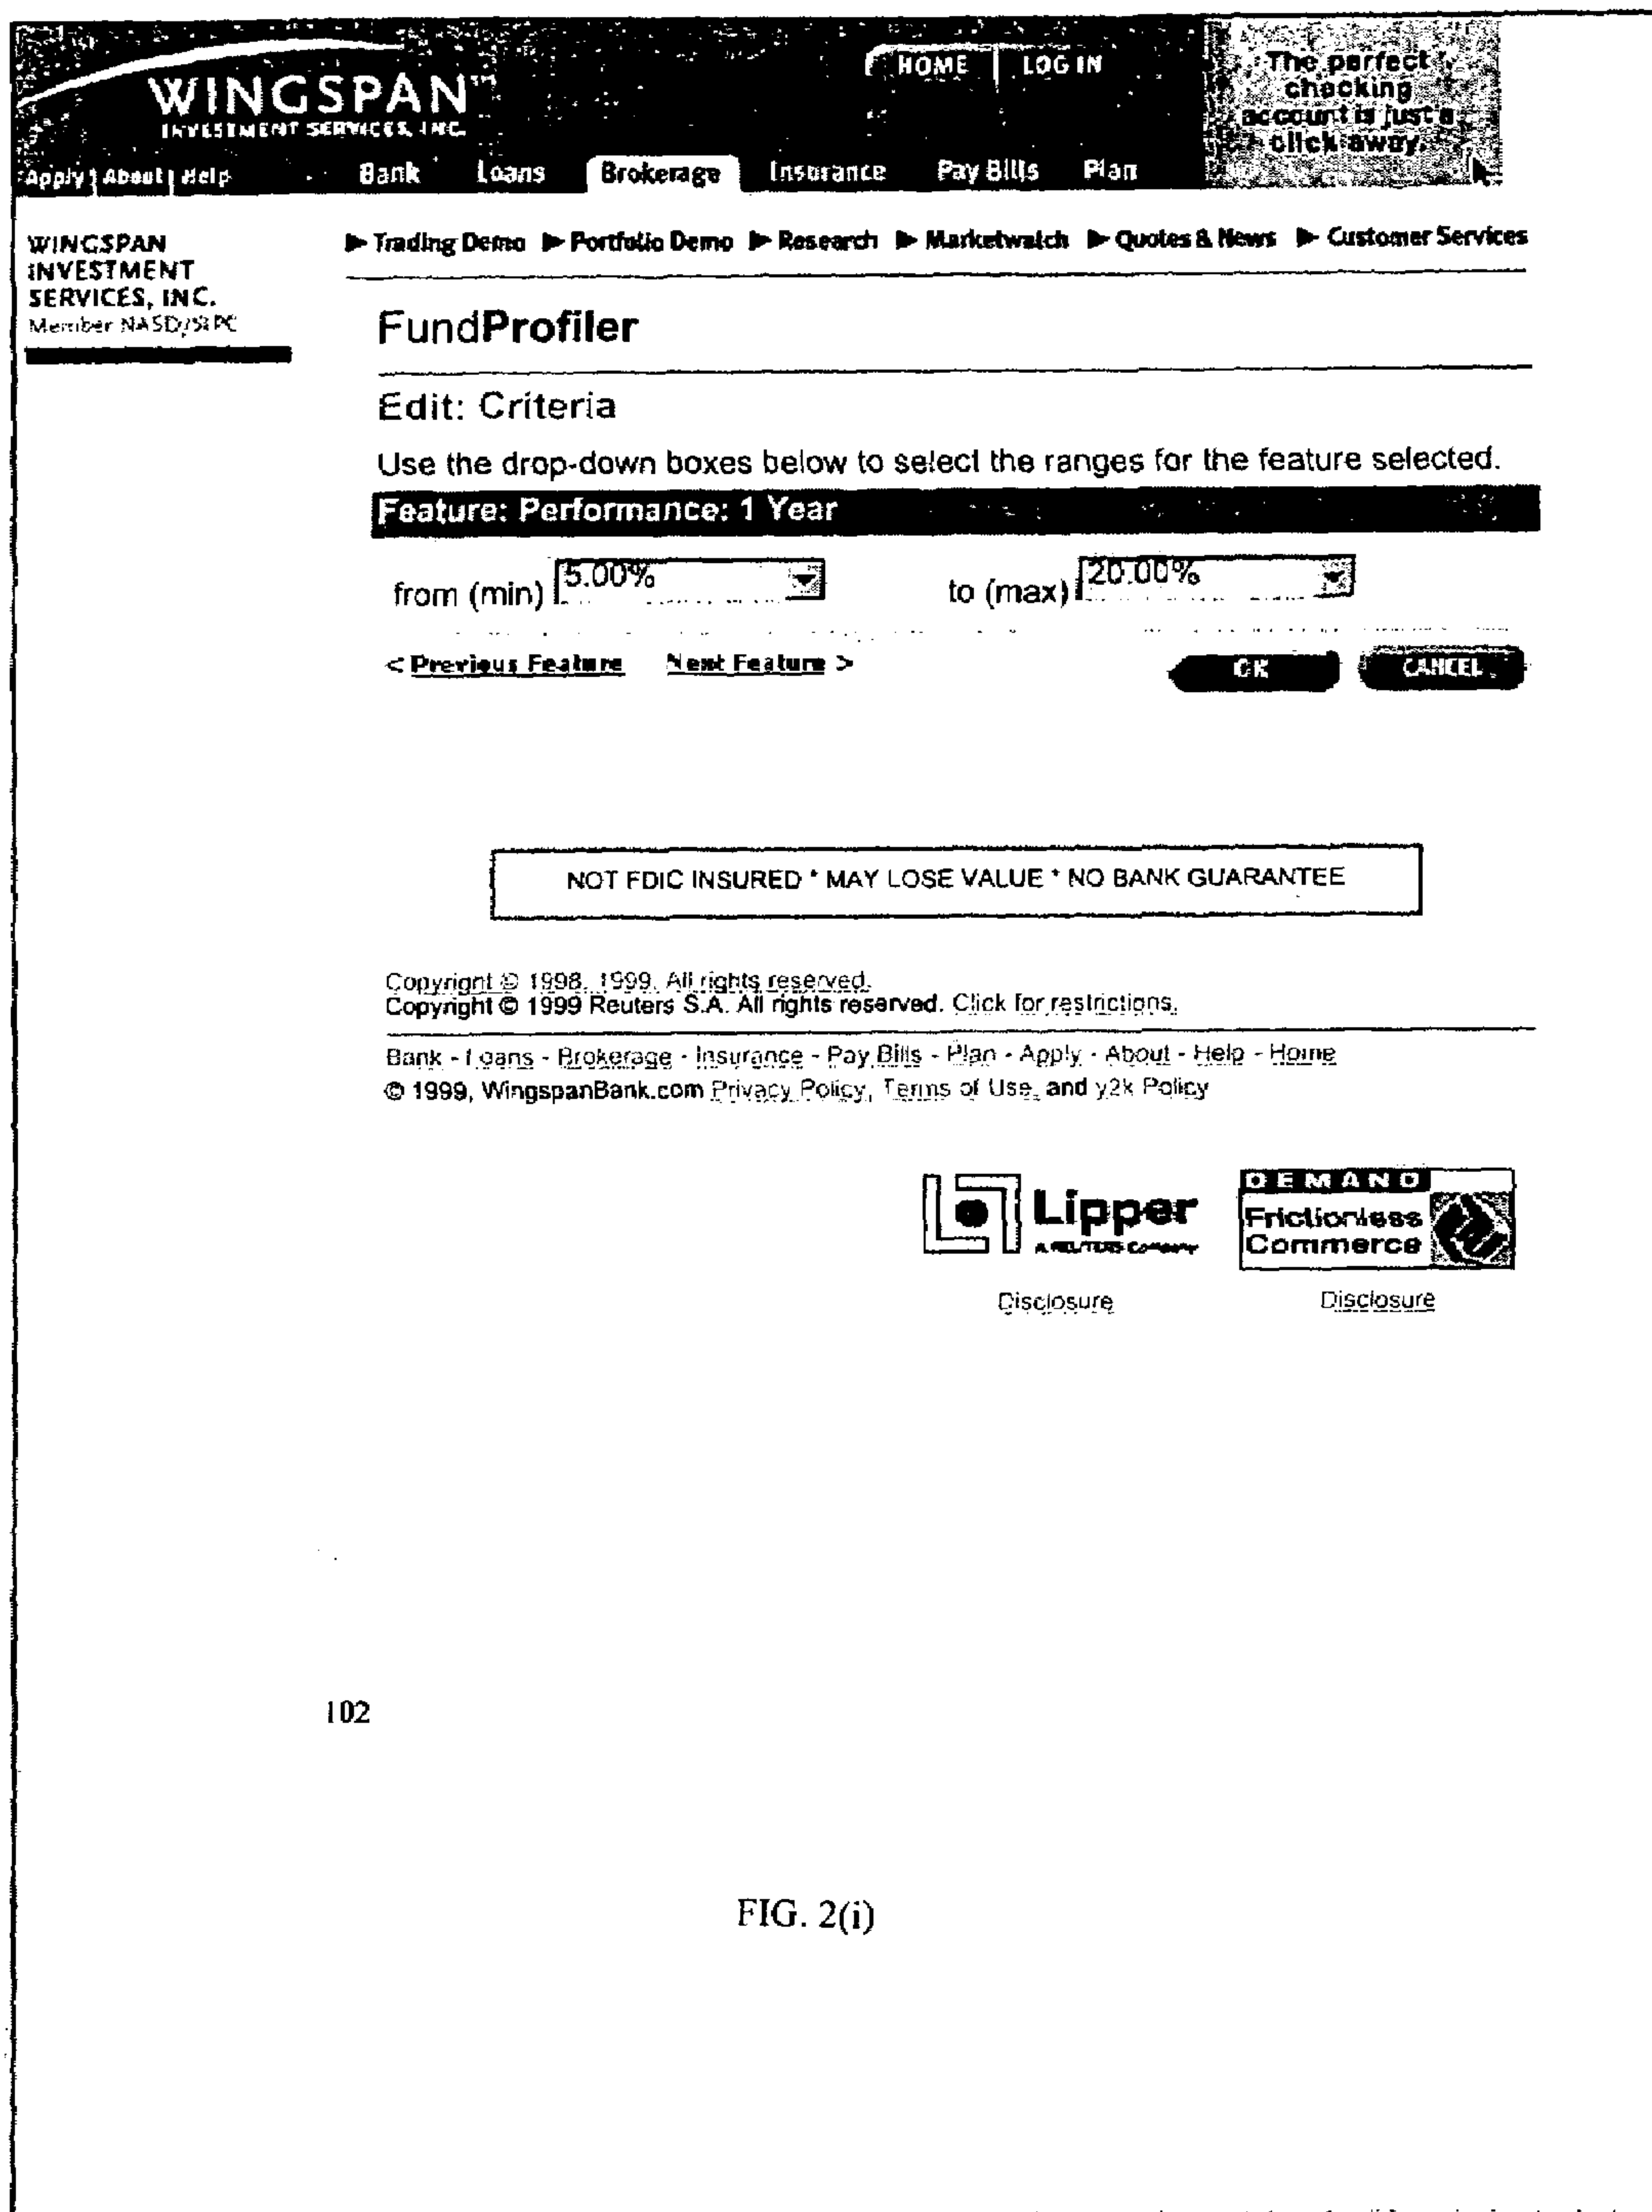 WINGSPAN™
INVESTMENT SERVICES, INC.
HOME | LOG IN
The perfect
checking
account is just a
click away.
Apply | About | Help
Bank Loans Brokerage Insurance Pay Bills Plan
WINGSPAN
INVESTMENT
SERVICES, INC.
Member NASD/SIPC
Trading Demo Portfolio Demo Research Marketwatch Quotes & News Customer Services
FundProfiler
Edit: Criteria
Use the drop-down boxes below to select the ranges for the feature selected.
Feature: Performance: 1 Year
from (min) 5.00% to (max) 20.00%
< Previous Feature Next Feature >
OK CANCEL
NOT FDIC INSURED * MAY LOSE VALUE * NO BANK GUARANTEE
Copyright © 1998, 1999. All rights reserved.
Copyright © 1999 Reuters S.A. All rights reserved. Click for restrictions.
Bank - Loans - Brokerage - Insurance - Pay Bills - Plan - Apply - About - Help - Home
© 1999, WingspanBank.com Privacy Policy, Terms of Use, and y2k Policy
Lipper
A REUTERS Company
DEMAND
Frictionless
Commerce
Disclosure Disclosure
102
FIG. 2(i)